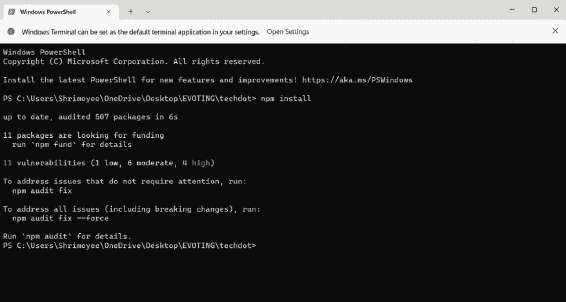 Windows PowerShell
Windows Terminal can be set as the default terminal application in your settings. Open Settings
Windows PowerShell
Copyright (C) Microsoft Corporation. All rights reserved.
Install the latest PowerShell for new features and improvements! https://aka.ms/PSWindows
PS C:\Users\Shrimoyee\OneDrive\Desktop\EVOTING\techdot> npm install
up to date, audited 507 packages in 6s
11 packages are looking for funding
run `npm fund` for details
11 vulnerabilities (1 low, 6 moderate, 4 high)
To address issues that do not require attention, run:
npm audit fix
To address all issues (including breaking changes), run:
npm audit fix --force
Run `npm audit` for details.
PS C:\Users\Shrimoyee\OneDrive\Desktop\EVOTING\techdot>